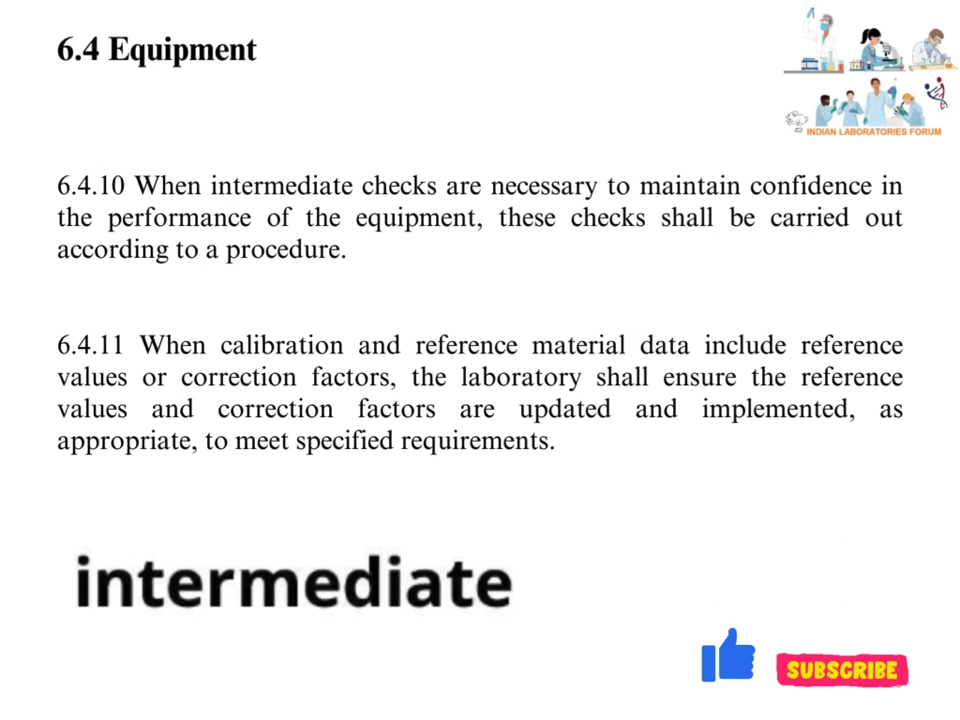 6.4 Equipment
INDIAN LABORATORIES FORUM
6.4.10 When intermediate checks are necessary to maintain confidence in
the performance of the equipment, these checks shall be carried out
according to a procedure.
6.4.11 When calibration and reference material data include reference
values or correction factors, the laboratory shall ensure the reference
values and correction factors are updated and implemented, as
appropriate, to meet specified requirements.
intermediate
SUBSCRIBE